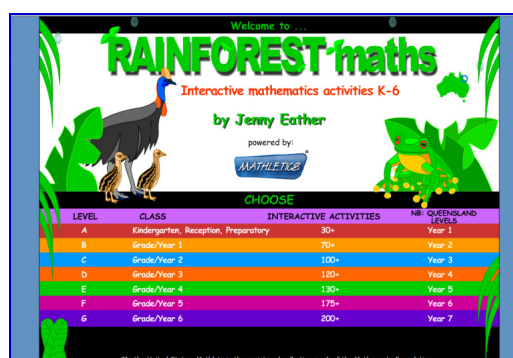 Welcome to ...
RAINFOREST maths
Interactive mathematics activities K-6
by Jenny Eather
powered by:
MATHLETICS
CHOOSE
LEVEL CLASS INTERACTIVE ACTIVITIES NB: QUEENSLAND LEVELS
A Kindergarten, Reception, Preparatory 30+ Year 1
B Grade/Year 1 70+ Year 2
C Grade/Year 2 100+ Year 3
D Grade/Year 3 120+ Year 4
E Grade/Year 4 130+ Year 5
F Grade/Year 5 175+ Year 6
G Grade/Year 6 200+ Year 7